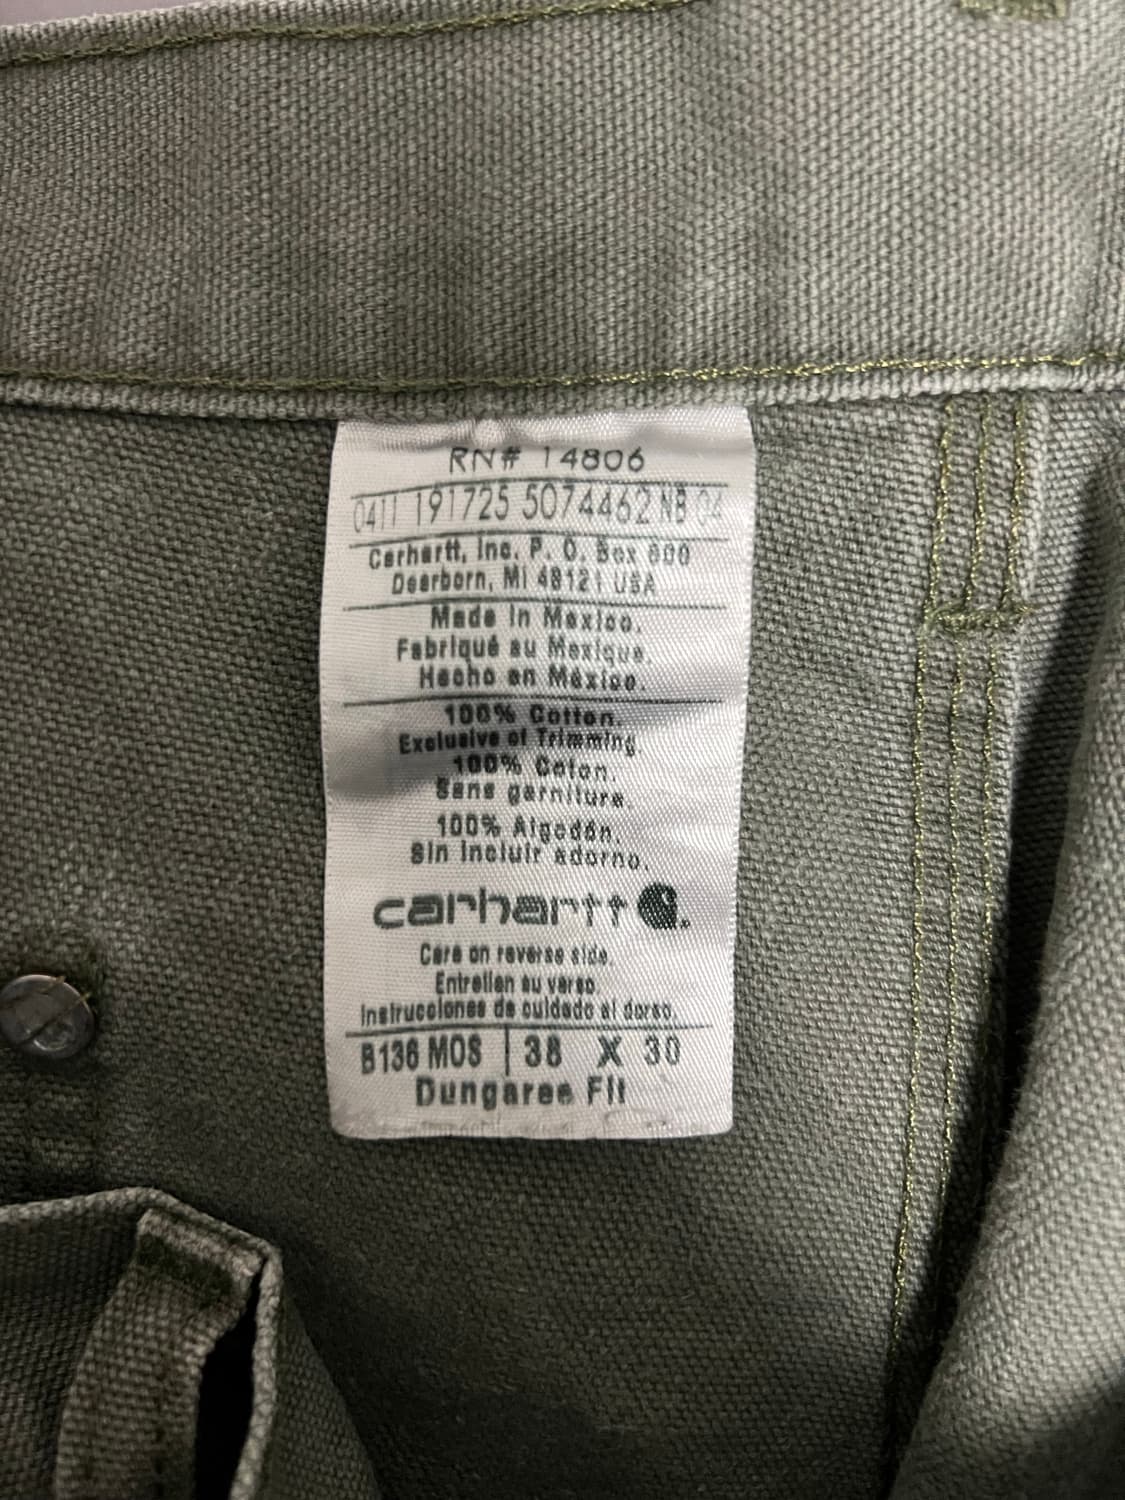 RN# 14806
0411 191725 5074462 NB 04
Carhartt, Inc. P. O. Box 600
Dearborn, MI 48121 USA
Made in Mexico.
Fabriqué au Mexique.
Hecho en México.
100% Cotton.
Exclusive of Trimming
100% Coton.
Sans garniture.
100% Algodón.
Sin Incluir adorno.
carhartt
Care on reverse side.
Entretien au verso.
Instrucciones de cuidado al dorso.
B136 MOS | 38 X 30
Dungaree Fit